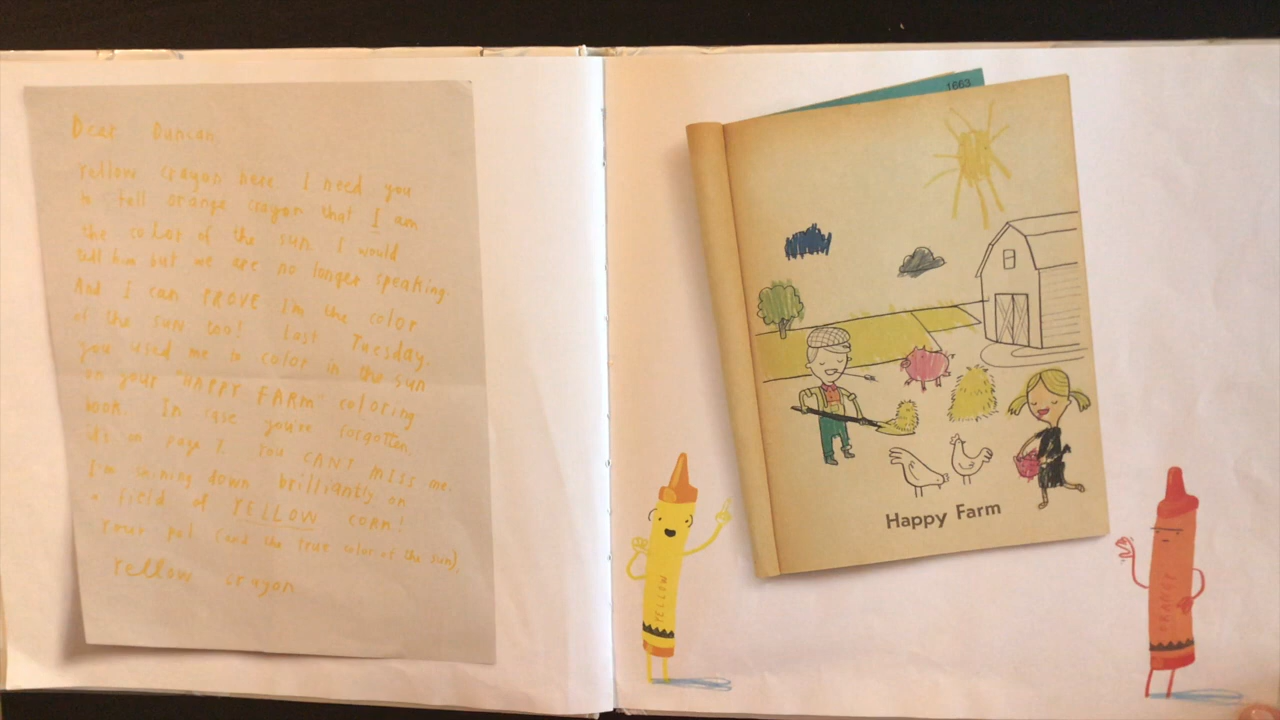 Dear Duncan
Yellow crayon here. I need you
to tell orange crayon that I am
the color of the sun. I would
tell him but we are no longer speaking.
And I can PROVE I'm the color
of the sun too! Last Tuesday,
you used me to color in the sun
on your "HAPPY FARM" coloring
book. In case you've forgotten,
it's on page 7. You CAN'T MISS me.
I'm shining down brilliantly on
a field of YELLOW corn!
Your pal (and the true color of the sun),
Yellow crayon
1663
Happy Farm
YELLOW
ORANGE